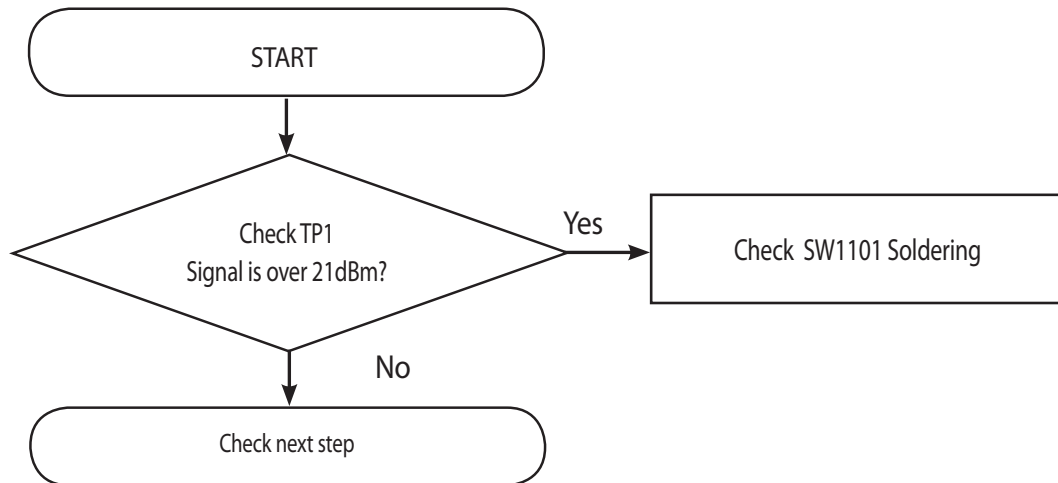 START
Check TP1
Signal is over 21dBm?
Yes
Check SW1101 Soldering
No
Check next step